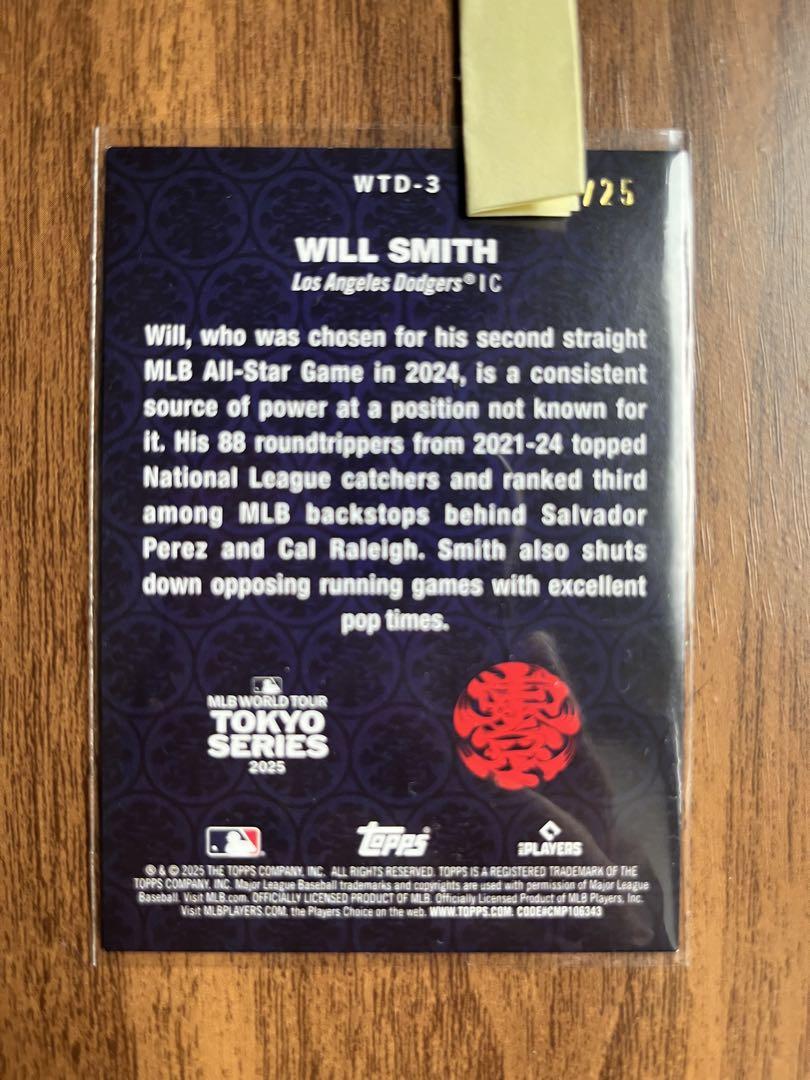 WTD-3
/25
WILL SMITH
Los Angeles Dodgers® | C
Will, who was chosen for his second straight
MLB All-Star Game in 2024, is a consistent
source of power at a position not known for
it. His 88 roundtrippers from 2021-24 topped
National League catchers and ranked third
among MLB backstops behind Salvador
Perez and Cal Raleigh. Smith also shuts
down opposing running games with excellent
pop times.
MLB WORLD TOUR
TOKYO
SERIES
2025
topps
PLAYERS
® & © 2025 THE TOPPS COMPANY, INC. ALL RIGHTS RESERVED. TOPPS IS A REGISTERED TRADEMARK OF THE
TOPPS COMPANY, INC. Major League Baseball trademarks and copyrights are used with permission of Major League
Baseball. Visit MLB.com. OFFICIALLY LICENSED PRODUCT OF MLB. Officially Licensed Product of MLB Players, Inc.
Visit MLBPLAYERS.COM, the Players Choice on the web. WWW.TOPPS.COM. CODE#CMP106343